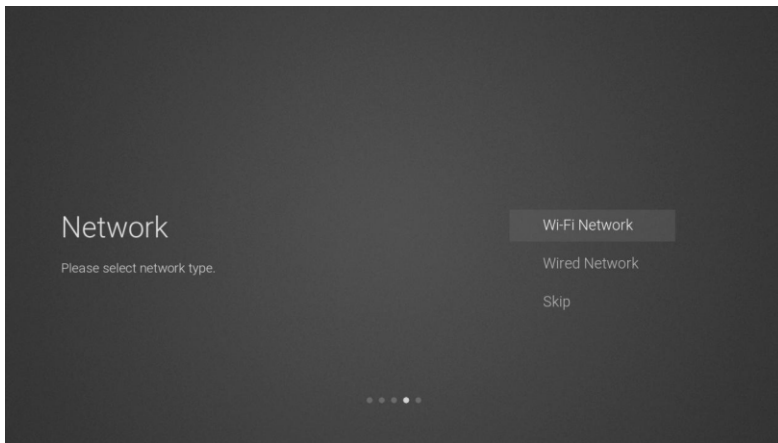 Network
Please select network type.
Wi-Fi Network
Wired Network
Skip